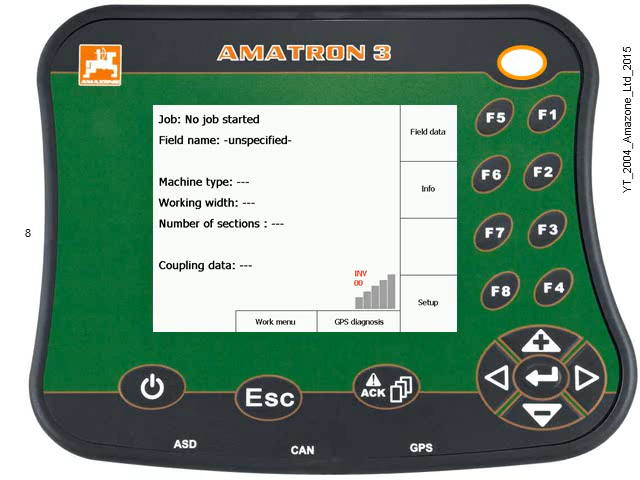 AMATRON 3
AMAZONE
Job: No job started
Field name: -unspecified-
Machine type: ---
Working width: ---
Number of sections : ---
Coupling data: ---
INV
00
Field data
Info
Setup
Work menu
GPS diagnosis
F5
F1
F6
F2
F7
F3
F8
F4
Esc
ACK
ASD
CAN
GPS
8
YT_2004_Amazone_Ltd_2015